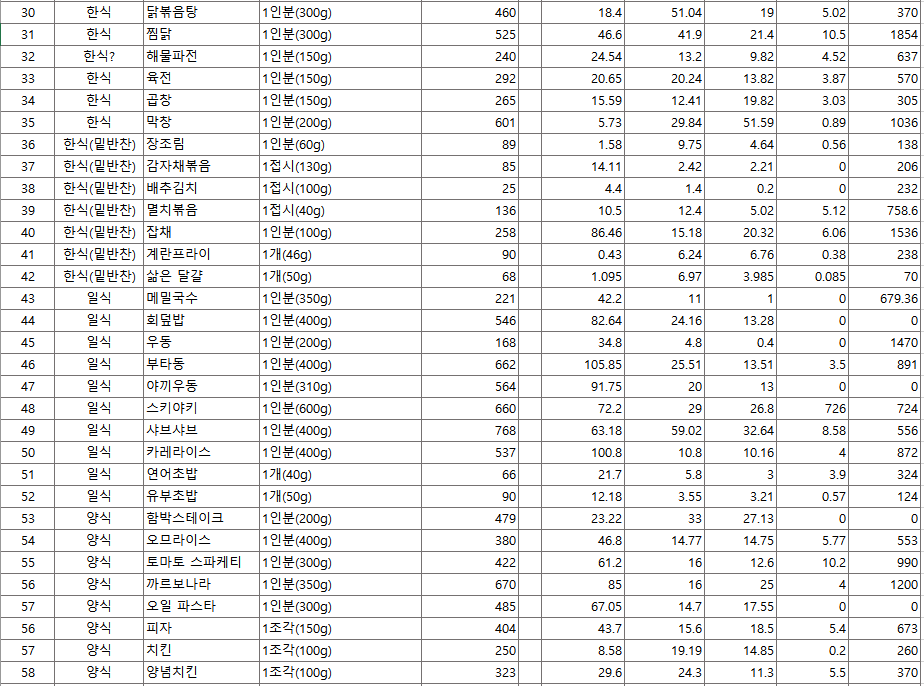 30 한식 닭볶음탕 1인분(300g) 460 18.4 51.04 19 5.02 370
31 한식 찜닭 1인분(300g) 525 46.6 41.9 21.4 10.5 1854
32 한식? 해물파전 1인분(150g) 240 24.54 13.2 9.82 4.52 637
33 한식 육전 1인분(150g) 292 20.65 20.24 13.82 3.87 570
34 한식 곱창 1인분(150g) 265 15.59 12.41 19.82 3.03 305
35 한식 막창 1인분(200g) 601 5.73 29.84 51.59 0.89 1036
36 한식(밑반찬) 장조림 1인분(60g) 89 1.58 9.75 4.64 0.56 138
37 한식(밑반찬) 감자채볶음 1접시(130g) 85 14.11 2.42 2.21 0 206
38 한식(밑반찬) 배추김치 1접시(100g) 25 4.4 1.4 0.2 0 232
39 한식(밑반찬) 멸치볶음 1접시(40g) 136 10.5 12.4 5.02 5.12 758.6
40 한식(밑반찬) 잡채 1인분(100g) 258 86.46 15.18 20.32 6.06 1536
41 한식(밑반찬) 계란프라이 1개(46g) 90 0.43 6.24 6.76 0.38 238
42 한식(밑반찬) 삶은 달걀 1개(50g) 68 1.095 6.97 3.985 0.085 70
43 일식 메밀국수 1인분(350g) 221 42.2 11 1 0 679.36
44 일식 회덮밥 1인분(400g) 546 82.64 24.16 13.28 0 0
45 일식 우동 1인분(200g) 168 34.8 4.8 0.4 0 1470
46 일식 부타동 1인분(400g) 662 105.85 25.51 13.51 3.5 891
47 일식 야끼우동 1인분(310g) 564 91.75 20 13 0 0
48 일식 스키야키 1인분(600g) 660 72.2 29 26.8 726 724
49 일식 샤브샤브 1인분(400g) 768 63.18 59.02 32.64 8.58 556
50 일식 카레라이스 1인분(400g) 537 100.8 10.8 10.16 4 872
51 일식 연어초밥 1개(40g) 66 21.7 5.8 3 3.9 324
52 일식 유부초밥 1개(50g) 90 12.18 3.55 3.21 0.57 124
53 양식 함박스테이크 1인분(200g) 479 23.22 33 27.13 0 0
54 양식 오므라이스 1인분(400g) 380 46.8 14.77 14.75 5.77 553
55 양식 토마토 스파케티 1인분(300g) 422 61.2 16 12.6 10.2 990
56 양식 까르보나라 1인분(350g) 670 85 16 25 4 1200
57 양식 오일 파스타 1인분(300g) 485 67.05 14.7 17.55 0 0
56 양식 피자 1조각(150g) 404 43.7 15.6 18.5 5.4 673
57 양식 치킨 1조각(100g) 250 8.58 19.19 14.85 0.2 260
58 양식 양념치킨 1조각(100g) 323 29.6 24.3 11.3 5.5 370